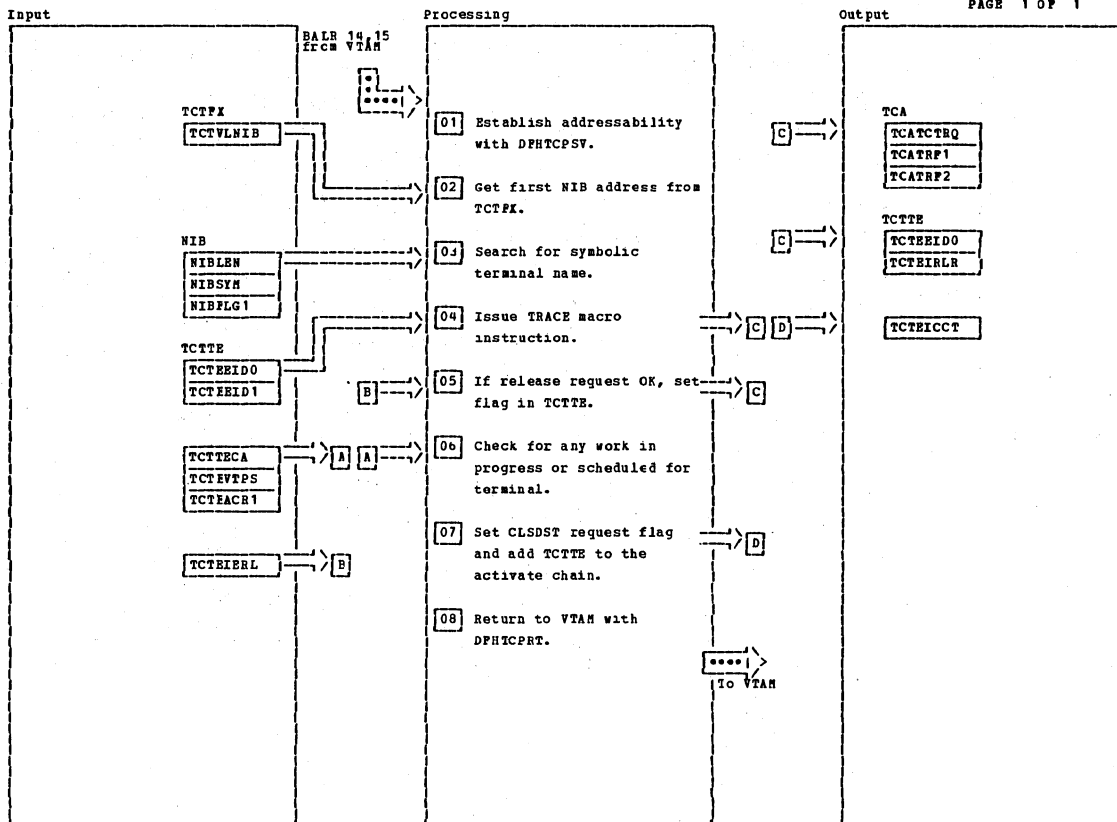 PAGE 1 OF 1
Input
Processing
Output
BALR 14,15
from VTAM
TCTFX
TCTVLNIB
01 Establish addressability
with DFHTCPSV.
02 Get first NIB address from
TCTFX.
NIB
NIBLEN
NIBSYM
NIBFLG1
03 Search for symbolic
terminal name.
04 Issue TRACE macro
instruction.
TCTTE
TCTEEIDO
TCTEEID1
B
05 If release request OK, set
flag in TCTTE.
C
TCTTECA
TCTEVTPS
TCTEACR1
A A
06 Check for any work in
progress or scheduled for
terminal.
07 Set CLSDST request flag
and add TCTTE to the
activate chain.
D
TCTEIERL
B
08 Return to VTAM with
DFHTCPRT.
To VTAM
C
TCA
TCATCTRQ
TCATRF1
TCATRF2
C
TCTTE
TCTEEIDO
TCTEIRLR
C D
TCTEICCT